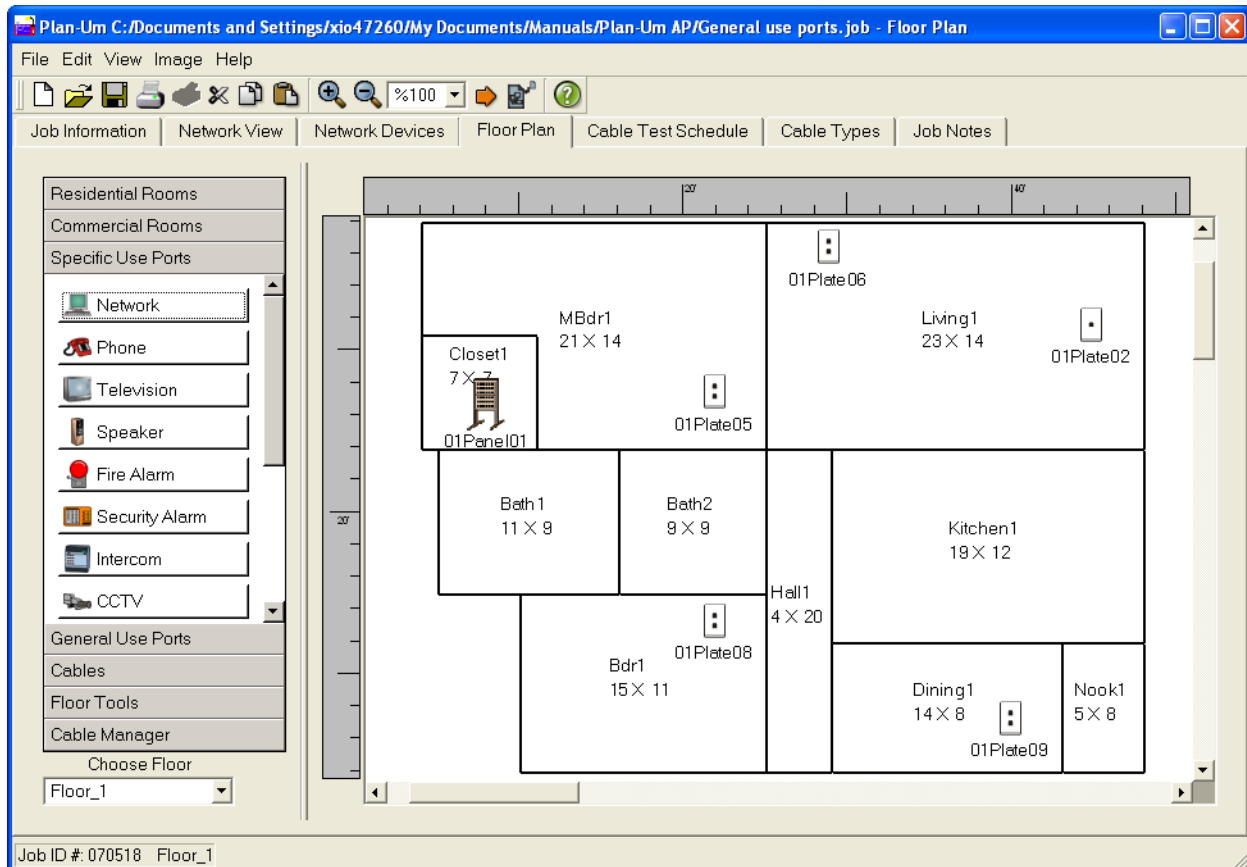 Plan-Um C:/Documents and Settings/xio47260/My Documents/Manuals/Plan-Um AP/General use ports.job - Floor Plan
File Edit View Image Help
%100
Job Information Network View Network Devices Floor Plan Cable Test Schedule Cable Types Job Notes
Residential Rooms
Commercial Rooms
Specific Use Ports
Network
Phone
Television
Speaker
Fire Alarm
Security Alarm
Intercom
CCTV
General Use Ports
Cables
Floor Tools
Cable Manager
Choose Floor
Floor_1
20' 40'
20'
01Plate06
MBdr1
21 X 14
Living1
23 X 14
01Plate02
Closet1
7 X 7
01Panel01
01Plate05
Bath1
11 X 9
Bath2
9 X 9
Kitchen1
19 X 12
Hall1
4 X 20
01Plate08
Bdr1
15 X 11
Dining1
14 X 8
01Plate09
Nook1
5 X 8
Job ID #: 070518 Floor_1